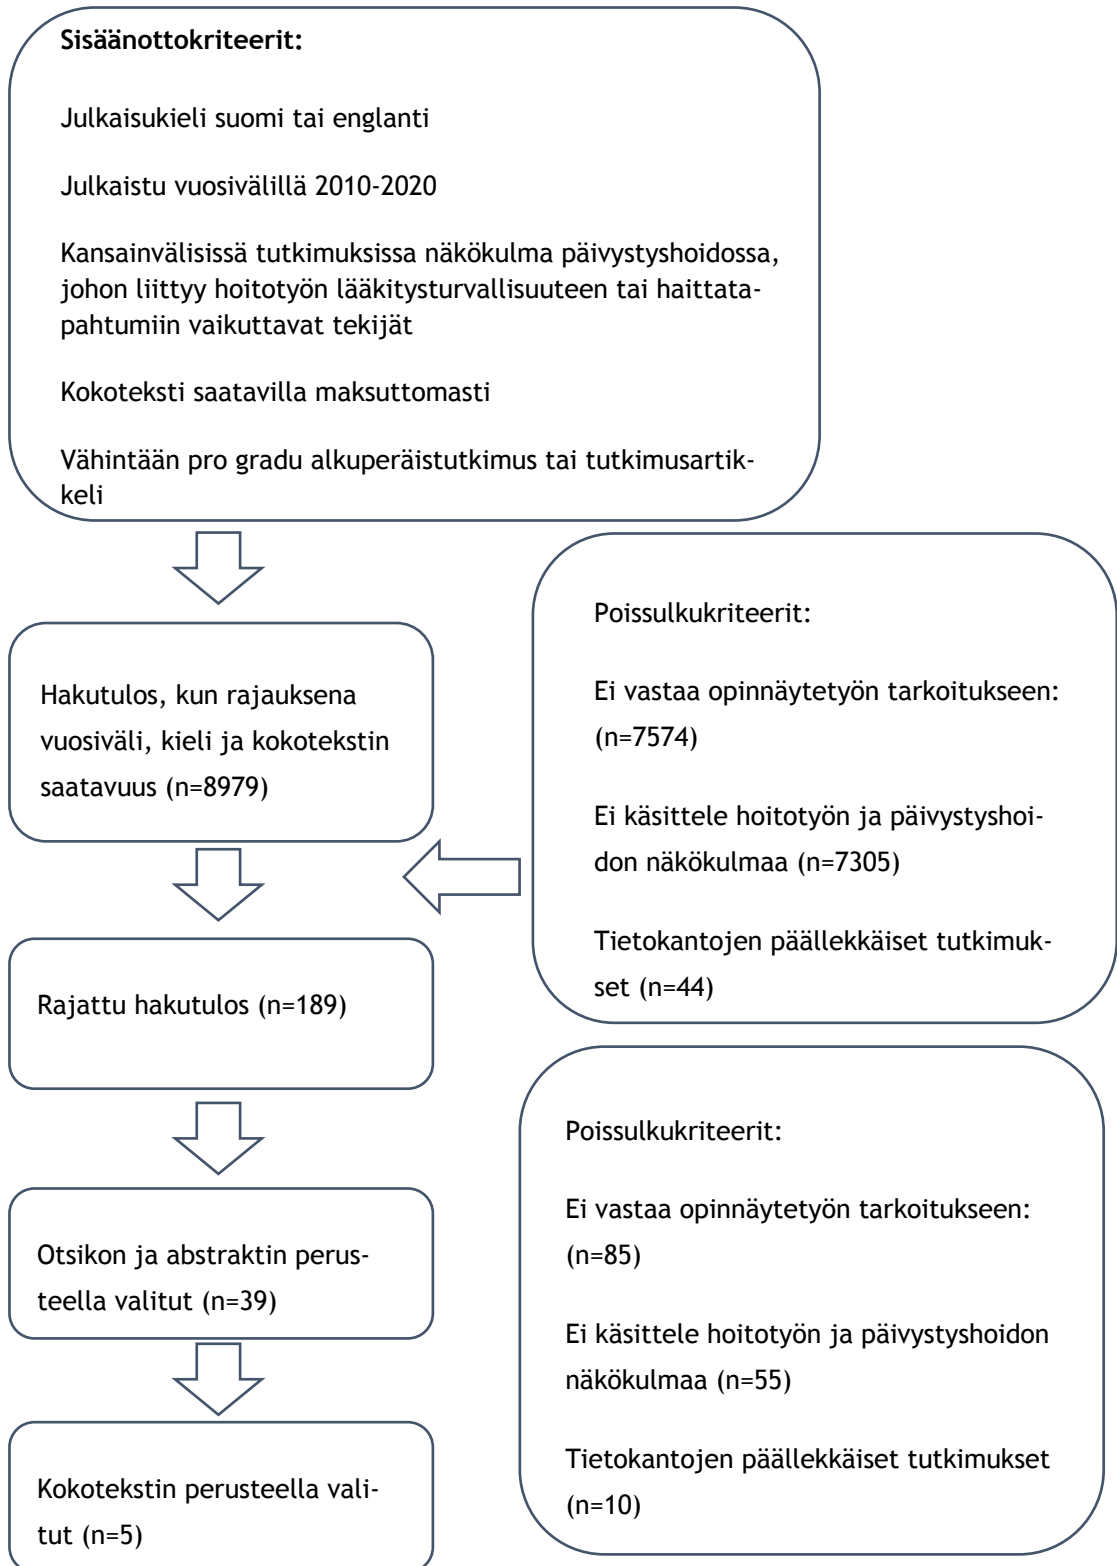 Sisäänottokriteerit:
Julkaisukieli suomi tai englanti
Julkaistu vuosivälillä 2010-2020
Kansainvälisissä tutkimuksissa näkökulma päivystyshoidossa,
johon liittyy hoitotyön lääkitysturvallisuuteen tai haittata-
pahtumiin vaikuttavat tekijät
Kokoteksti saatavilla maksuttomasti
Vähintään pro gradu alkuperäistutkimus tai tutkimusartik-
keli
Hakutulos, kun rajauksena
vuosiväli, kieli ja kokotekstin
saatavuus (n=8979)
Poissulkukriteerit:
Ei vastaa opinnäytetyön tarkoitukseen:
(n=7574)
Ei käsittele hoitotyön ja päivystyshoi-
don näkökulmaa (n=7305)
Tietokantojen päällekkäiset tutkimuk-
set (n=44)
Rajattu hakutulos (n=189)
Poissulkukriteerit:
Ei vastaa opinnäytetyön tarkoitukseen:
(n=85)
Ei käsittele hoitotyön ja päivystyshoidon
näkökulmaa (n=55)
Tietokantojen päällekkäiset tutkimukset
(n=10)
Otsikon ja abstraktin perus-
teella valitut (n=39)
Kokotekstin perusteella vali-
tut (n=5)